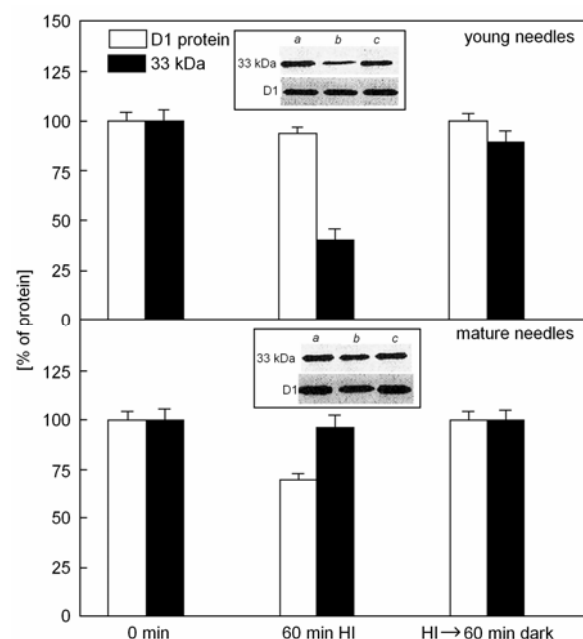 150
D1 protein
33 kDa
a b c
33 kDa
D1
young needles
125
100
75
50
25
0
[% of protein]
a b c
33 kDa
D1
mature needles
125
100
75
50
25
0
0 min 60 min HI HI→60 min dark